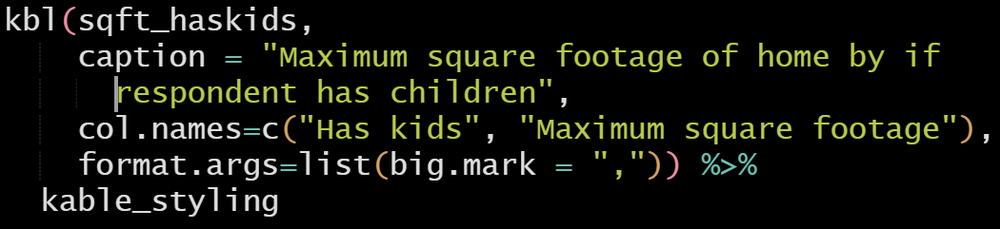 kbl(sqft_haskids,
caption = "Maximum square footage of home by if
respondent has children",
col.names=c("Has kids", "Maximum square footage"),
format.args=list(big.mark = ",")) %>%
kable_styling